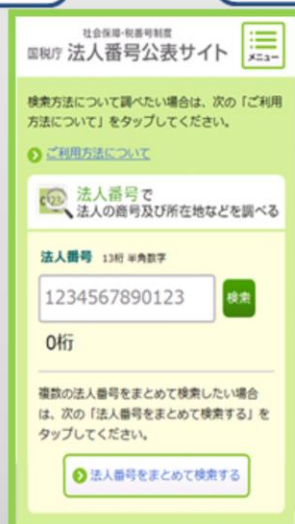 社会保障・税番号制度
国税庁 法人番号公表サイト
メニュー
検索方法について調べたい場合は、次の「ご利用
方法について」をタップしてください。
ご利用方法について
法人番号で
法人の商号及び所在地などを調べる
法人番号 13桁 半角数字
1234567890123 検索
0桁
複数の法人番号をまとめて検索したい場合
は、次の「法人番号をまとめて検索する」を
タップしてください。
法人番号をまとめて検索する